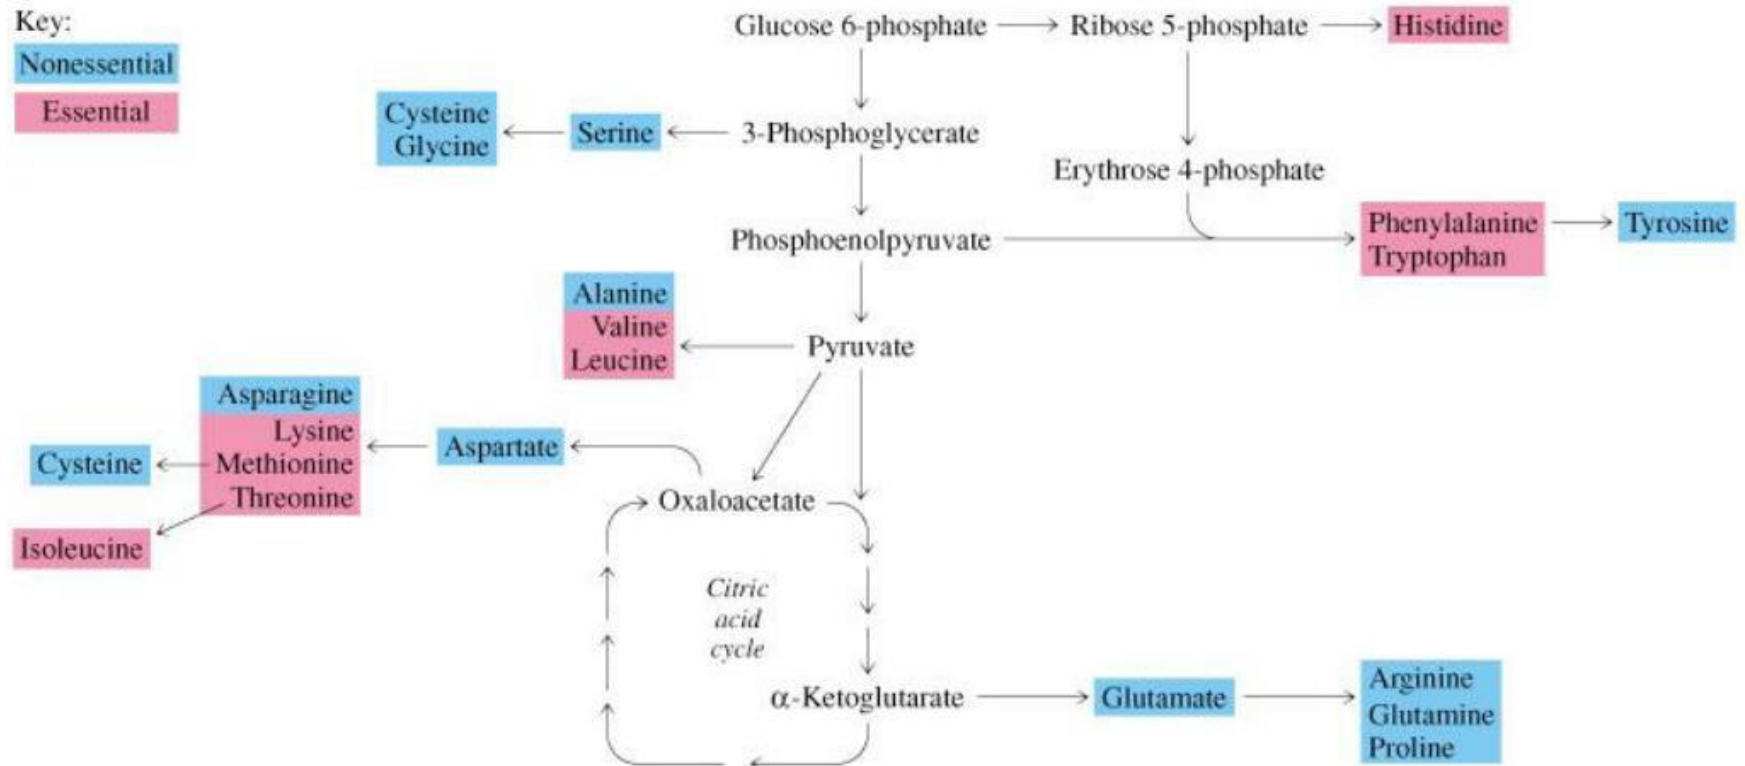 Key:
Nonessential
Essential
Glucose 6-phosphate
Ribose 5-phosphate
Histidine
Cysteine
Glycine
Serine
3-Phosphoglycerate
Erythrose 4-phosphate
Phosphoenolpyruvate
Phenylalanine
Tryptophan
Tyrosine
Alanine
Valine
Leucine
Pyruvate
Asparagine
Lysine
Methionine
Threonine
Aspartate
Cysteine
Isoleucine
Oxaloacetate
Citric
acid
cycle
α-Ketoglutarate
Glutamate
Arginine
Glutamine
Proline